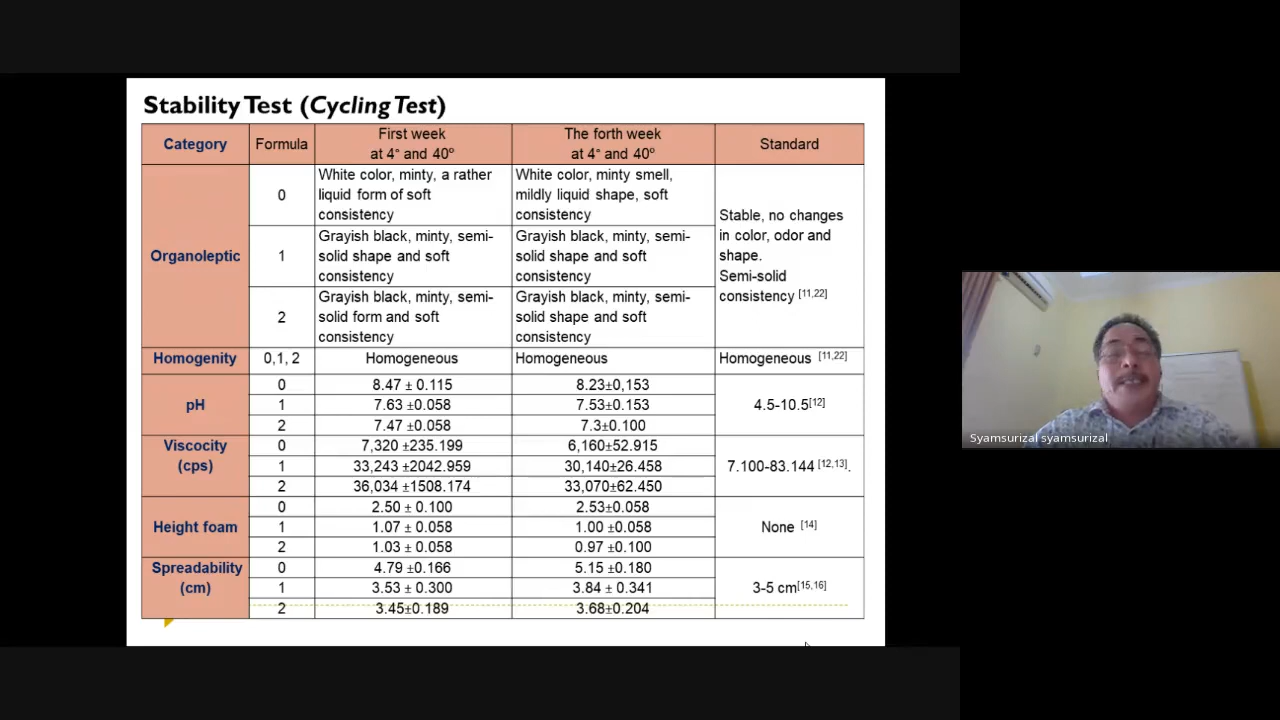 Stability Test (Cycling Test)
Category Formula First week at 4° and 40° The forth week at 4° and 40° Standard
Organoleptic
0
White color, minty, a rather
liquid form of soft
consistency
White color, minty smell,
mildly liquid shape, soft
consistency
1
Grayish black, minty, semi-
solid shape and soft
consistency
Grayish black, minty, semi-
solid shape and soft
consistency
2
Grayish black, minty, semi-
solid form and soft
consistency
Grayish black, minty, semi-
solid shape and soft
consistency
Stable, no changes
in color, odor and
shape.
Semi-solid
consistency [11,22]
Homogenity 0,1, 2 Homogeneous Homogeneous Homogeneous [11,22]
pH
0 8.47 ± 0.115 8.23±0,153
1 7.63 ±0.058 7.53±0.153
2 7.47 ±0.058 7.3±0.100
4.5-10.5[12]
Viscocity
(cps)
0 7,320 ±235.199 6,160±52.915
1 33,243 ±2042.959 30,140±26.458
2 36,034 ±1508.174 33,070±62.450
7.100-83.144 [12,13].
Height foam
0 2.50 ± 0.100 2.53±0.058
1 1.07 ± 0.058 1.00 ±0.058
2 1.03 ± 0.058 0.97 ±0.100
None [14]
Spreadability
(cm)
0 4.79 ±0.166 5.15 ±0.180
1 3.53 ± 0.300 3.84 ± 0.341
2 3.45±0.189 3.68±0.204
3-5 cm[15,16]
Syamsurizal syamsurizal